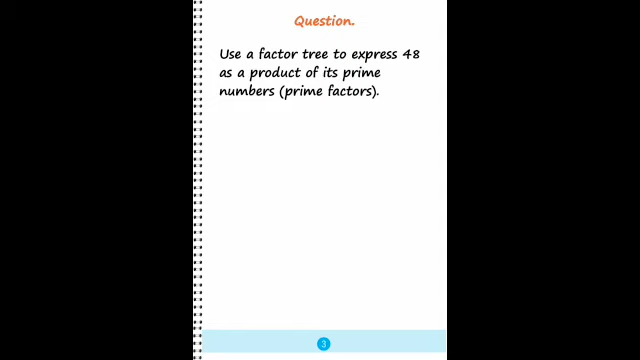 Question.
Use a factor tree to express 48
as a product of its prime
numbers (prime factors).
3